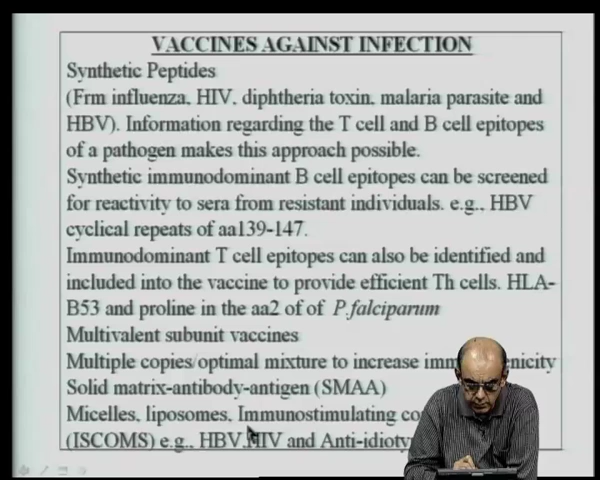 VACCINES AGAINST INFECTION
Synthetic Peptides
(Frm influenza, HIV, diphtheria toxin, malaria parasite and
HBV). Information regarding the T cell and B cell epitopes
of a pathogen makes this approach possible.
Synthetic immunodominant B cell epitopes can be screened
for reactivity to sera from resistant individuals. e.g., HBV
cyclical repeats of aa139-147.
Immunodominant T cell epitopes can also be identified and
included into the vaccine to provide efficient Th cells. HLA-
B53 and proline in the aa2 of of P.falciparum
Multivalent subunit vaccines
Multiple copies/optimal mixture to increase
Solid matrix-antibody-antigen (SMAA)
Micelles, liposomes, Immunostimulating
(ISCOMS) e.g., HBV,HIV and